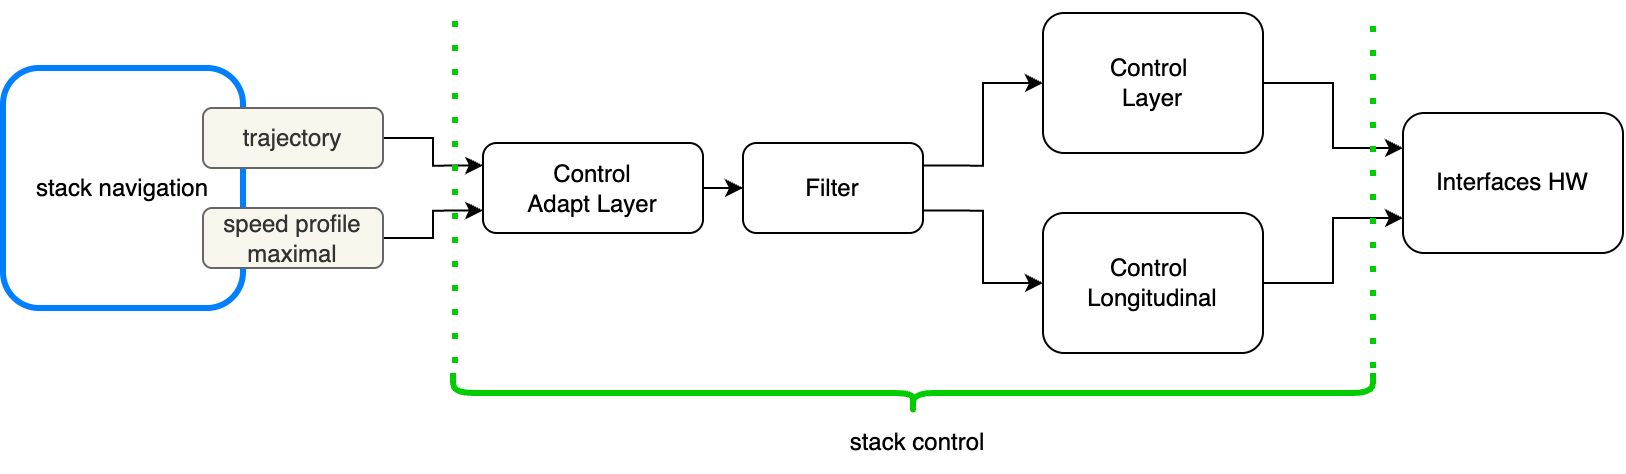 stack navigation
trajectory
speed profile
maximal
Control
Adapt Layer
Filter
Control
Layer
Control
Longitudinal
Interfaces HW
stack control